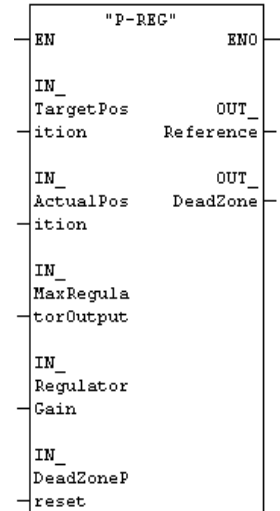 "P-REG"
EN ENO
IN_
TargetPos OUT_
ition Reference
IN_ OUT_
ActualPos DeadZone
ition
IN_
MaxRegula
torOutput
IN_
Regulator
Gain
IN_
DeadZoneP
reset